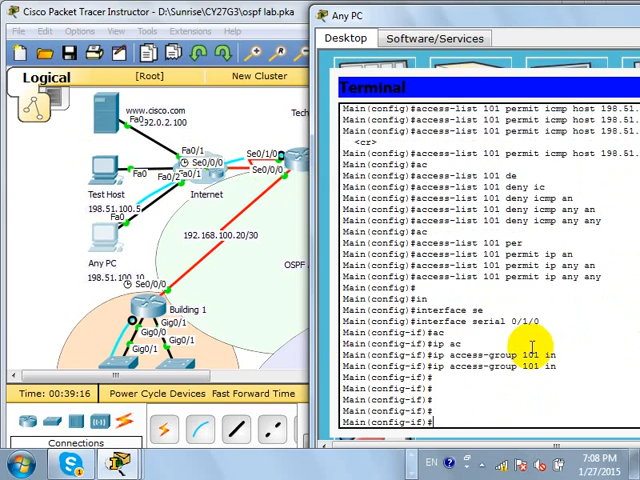 Cisco Packet Tracer Instructor - D:\Sunrise\CY27G3\ospf lab.pka
File Edit Options View Tools Extensions Help
Logical
[Root]
New Cluster
www.cisco.com
192.0.2.100
Fa0
Fa0/1
Se0/0/0
Fa0
Fa0/2
Fa0/1
Test Host
198.51.100.5
Internet
Fa0
Any PC
198.51.100.10
Se0/1/0
Se0/0/0
Tech
192.168.100.20/30
OSPF
Se0/0/0
Building 1
Gig0/0
Gig0/1
Gig0/1
Time: 00:39:16
Power Cycle Devices
Fast Forward Time
Connections
Any PC
Desktop
Software/Services
Terminal
Main(config)#access-list 101 permit icmp host 198.51.
Main(config)#access-list 101 permit icmp host 198.51.
Main(config)#access-list 101 permit icmp host 198.51.
<cr>
Main(config)#access-list 101 permit icmp host 198.51.
Main(config)#ac
Main(config)#access-list 101 de
Main(config)#access-list 101 deny ic
Main(config)#access-list 101 deny icmp an
Main(config)#access-list 101 deny icmp any an
Main(config)#access-list 101 deny icmp any any
Main(config)#ac
Main(config)#access-list 101 per
Main(config)#access-list 101 permit ip an
Main(config)#access-list 101 permit ip any an
Main(config)#access-list 101 permit ip any any
Main(config)#
Main(config)#in
Main(config)#interface se
Main(config)#interface serial 0/1/0
Main(config-if)#ac
Main(config-if)#ip ac
Main(config-if)#ip access-group 101 in
Main(config-if)#ip access-group 101 in
Main(config-if)#
Main(config-if)#
Main(config-if)#
Main(config-if)#
Main(config-if)#
EN
7:08 PM
1/27/2015